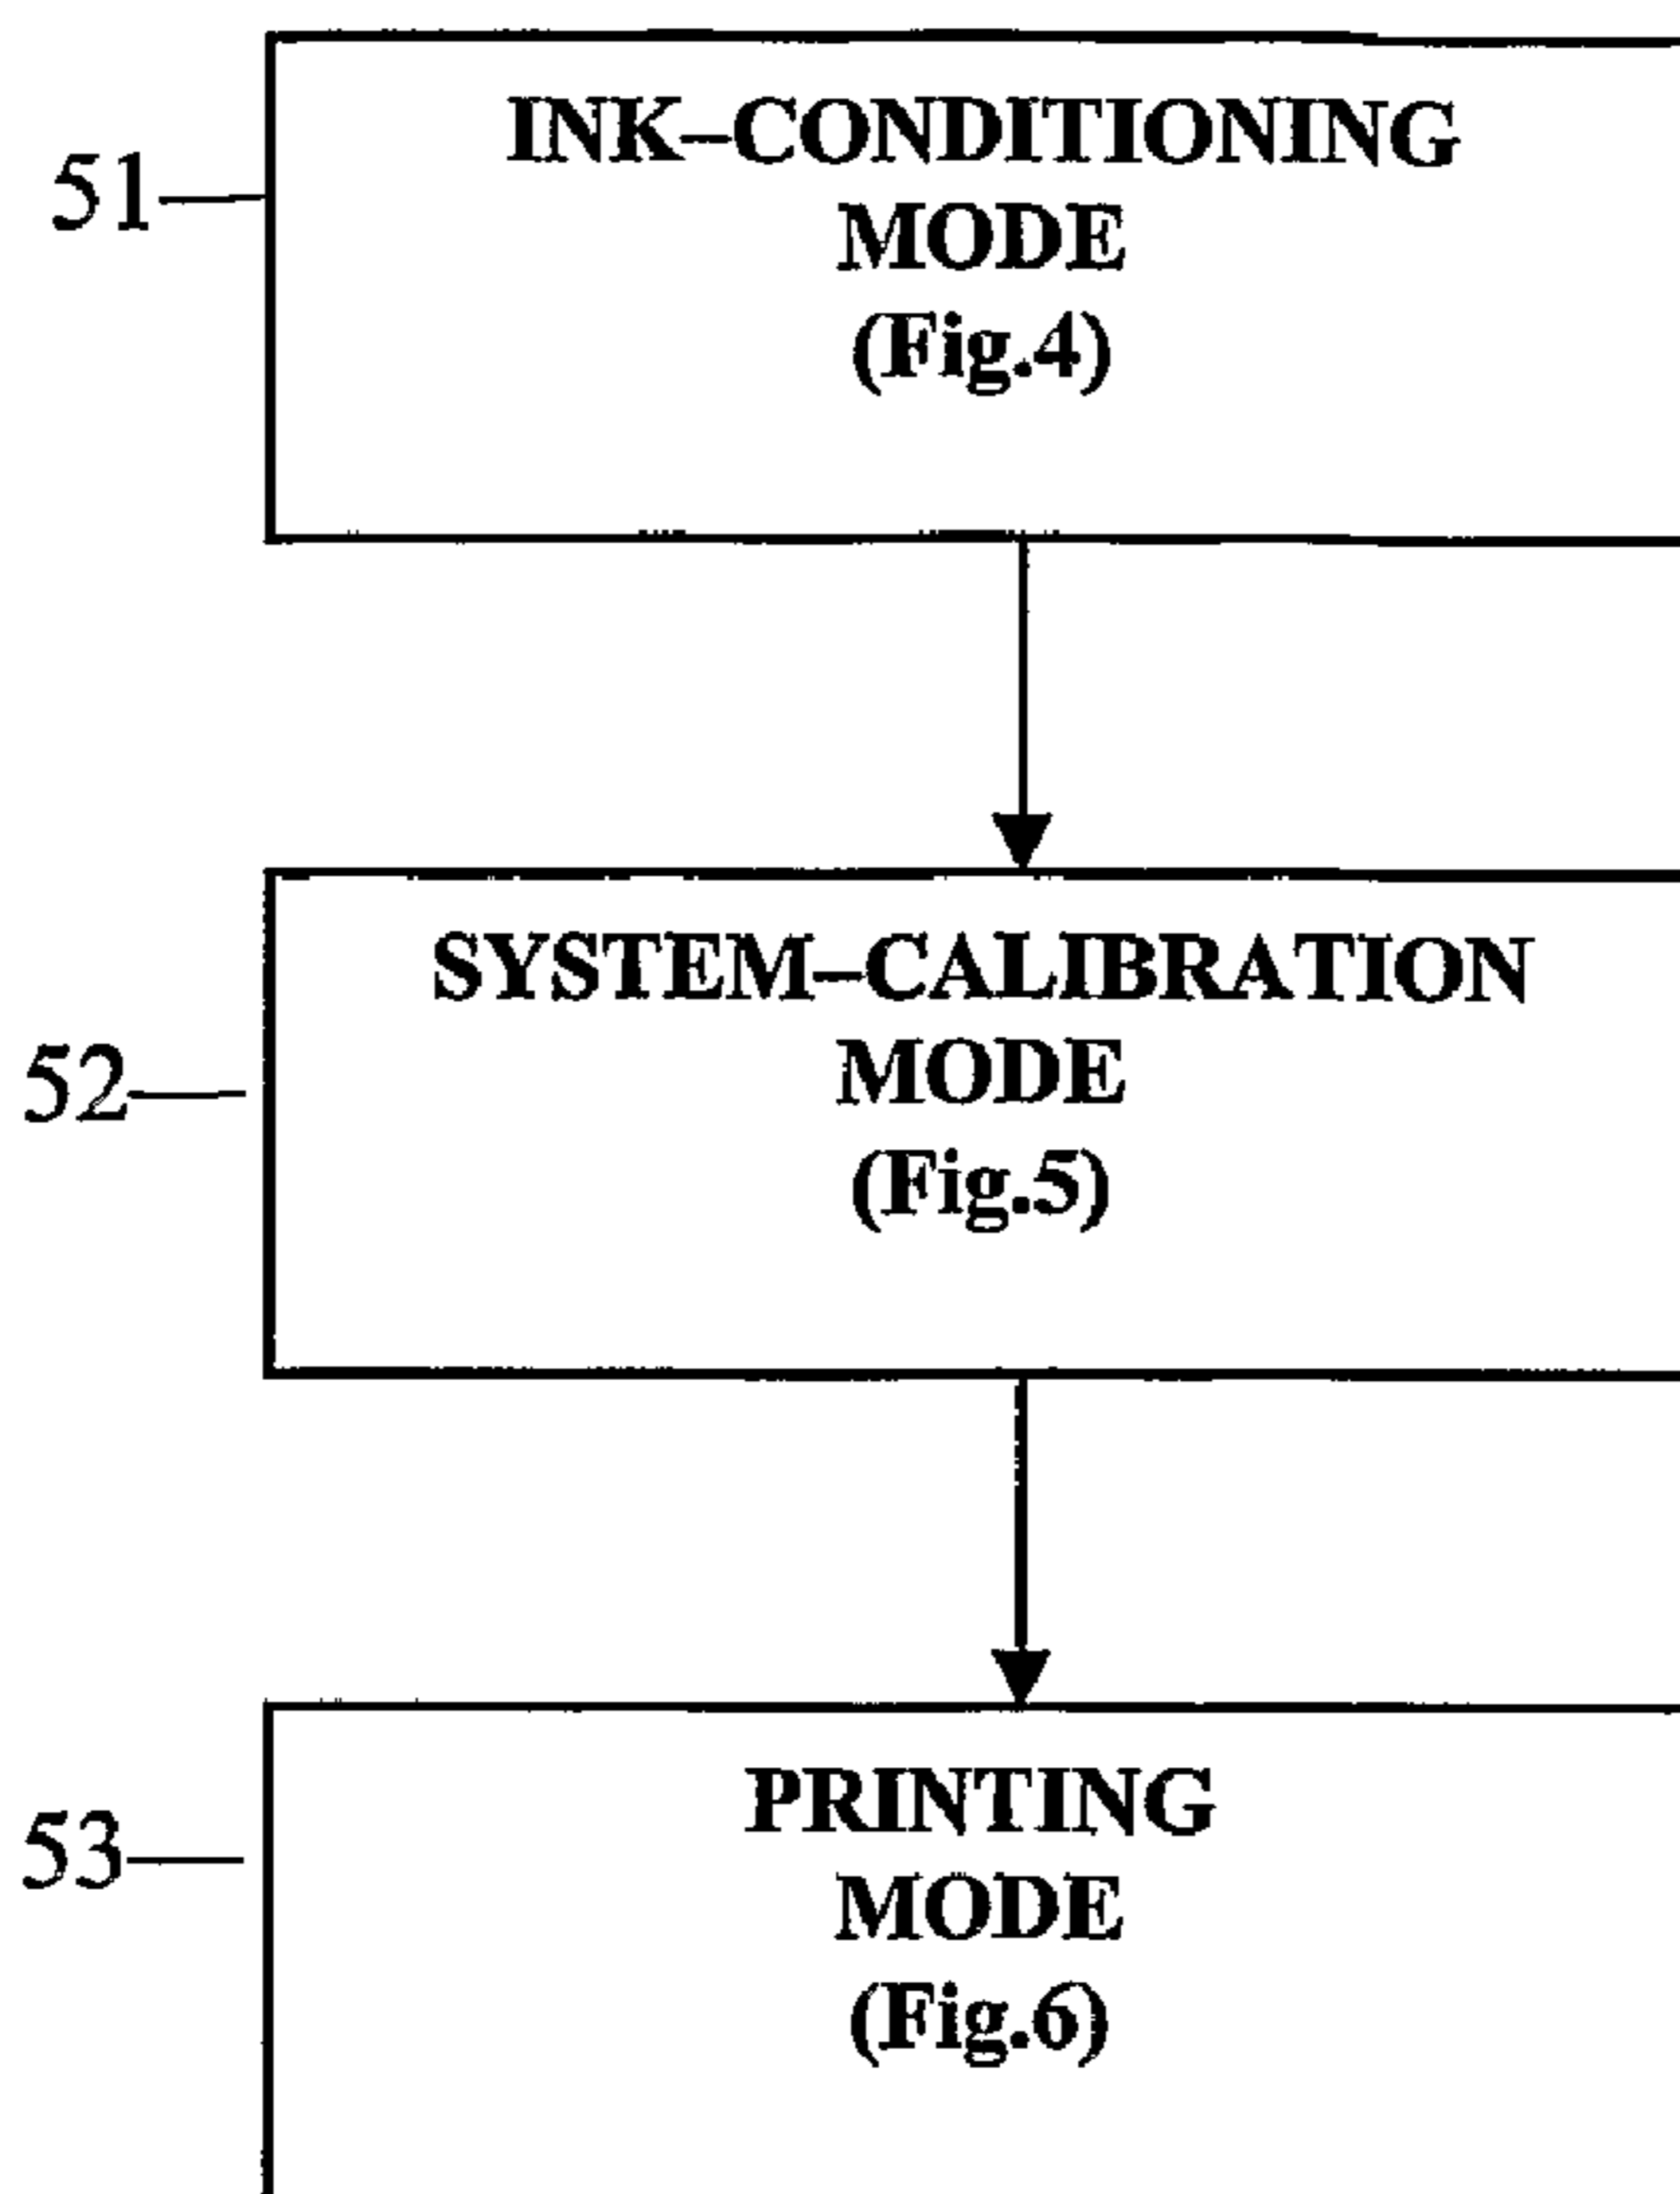 51
INK–CONDITIONING
MODE
(Fig.4)
52
SYSTEM–CALIBRATION
MODE
(Fig.5)
53
PRINTING
MODE
(Fig.6)